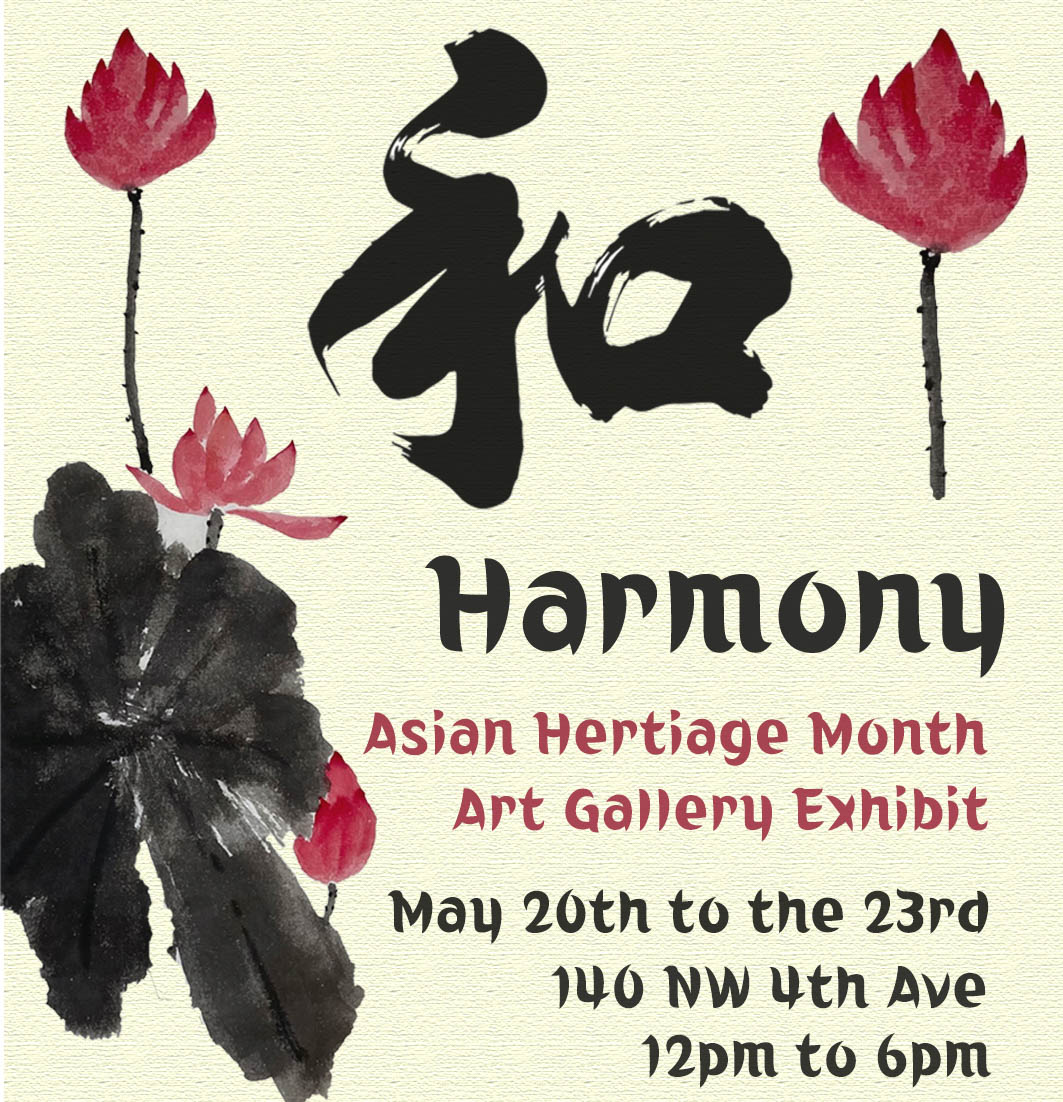 和
Harmony
Asian Hertiage Month
Art Gallery Exhibit
May 20th to the 23rd
140 NW 4th Ave
12pm to 6pm